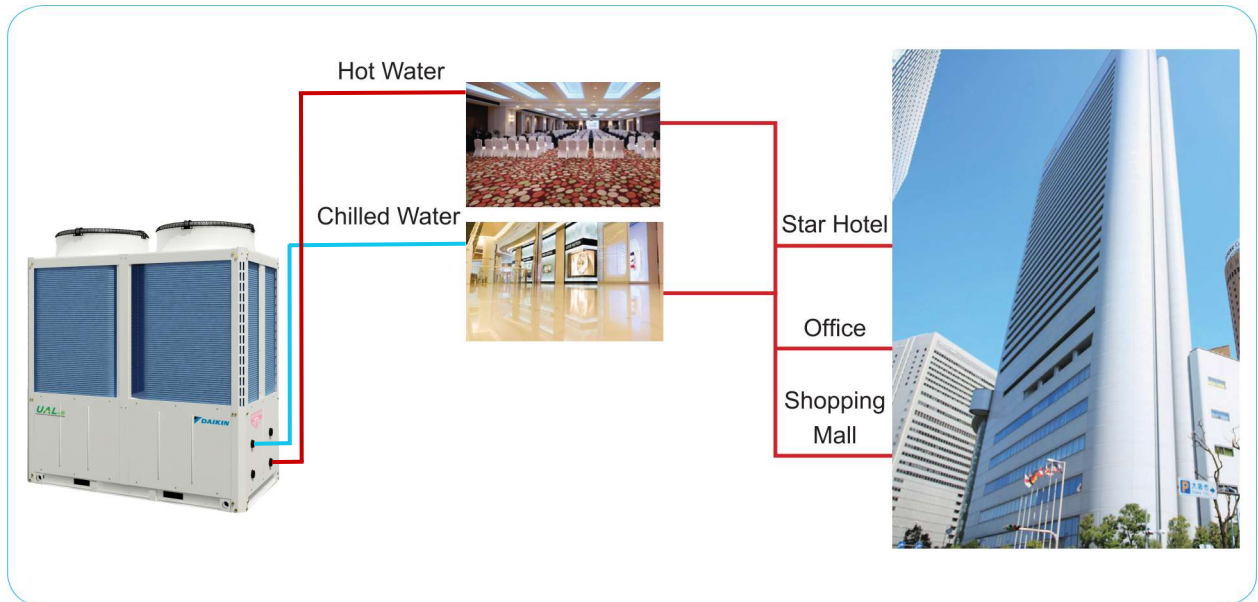 Hot Water
Chilled Water
Star Hotel
Office
Shopping
Mall
UAL
DAIKIN
P